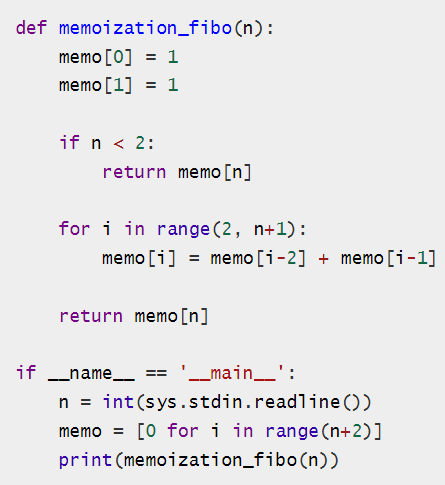 def memoization_fibo(n):
    memo[0] = 1
    memo[1] = 1

    if n < 2:
        return memo[n]

    for i in range(2, n+1):
        memo[i] = memo[i-2] + memo[i-1]

    return memo[n]

if __name__ == '__main__':
    n = int(sys.stdin.readline())
    memo = [0 for i in range(n+2)]
    print(memoization_fibo(n))